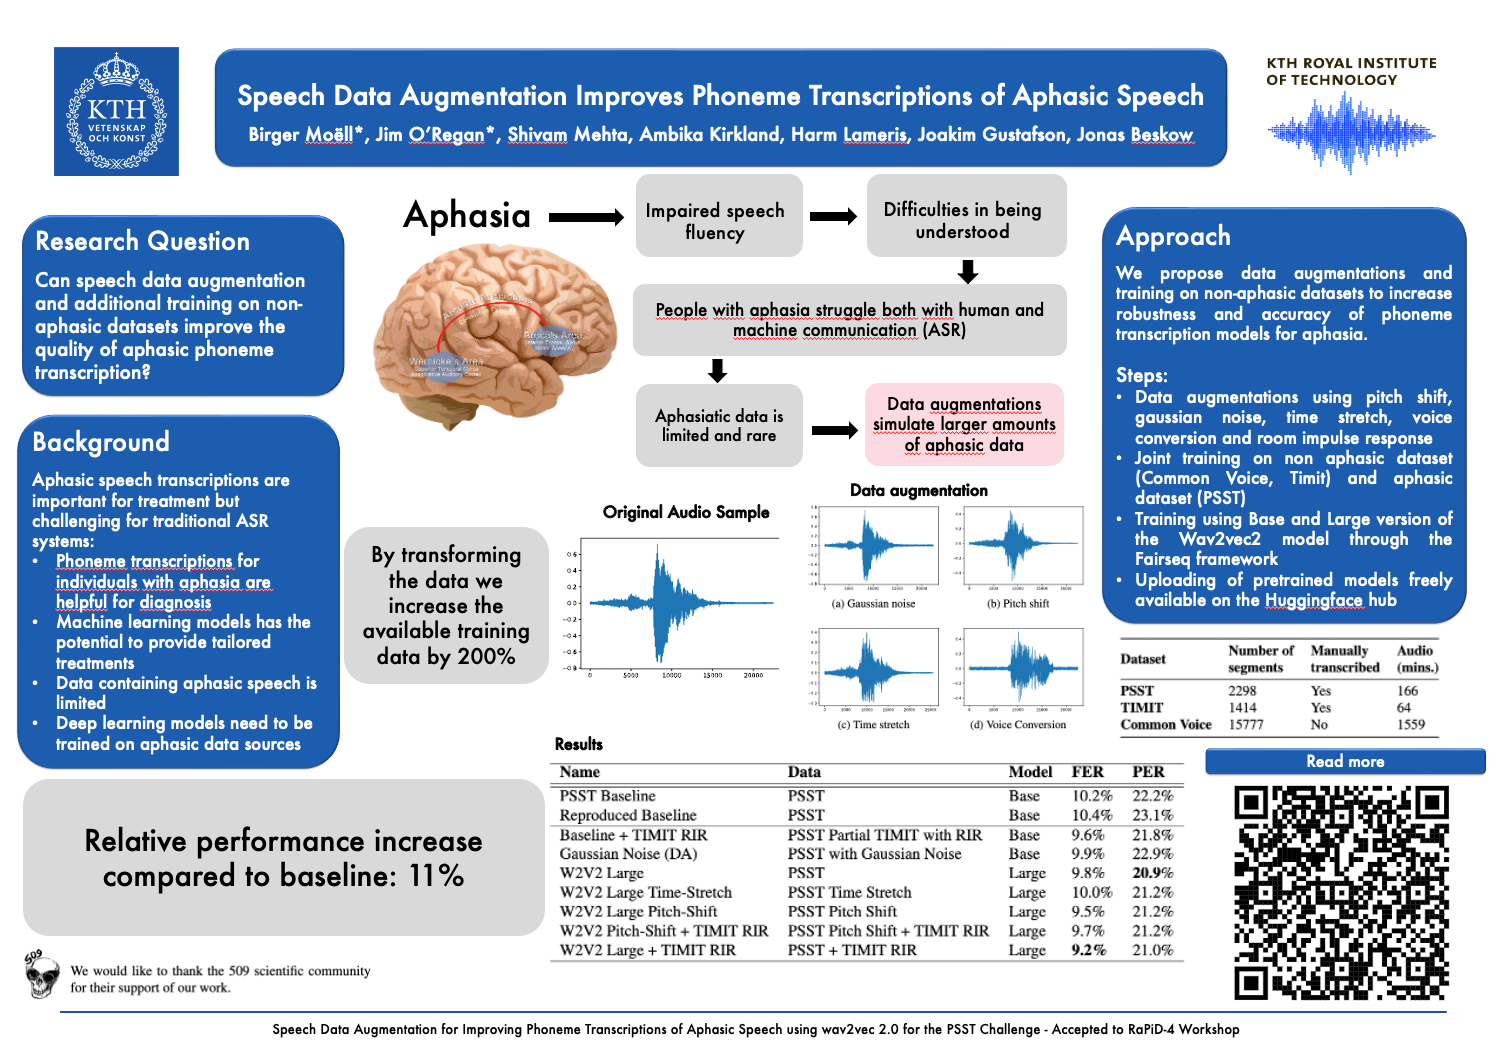 KTH
VETENSKAP
OCH KONST
Speech Data Augmentation Improves Phoneme Transcriptions of Aphasic Speech
Birger Moëll*, Jim O'Regan*, Shivam Mehta, Ambika Kirkland, Harm Lameris, Joakim Gustafson, Jonas Beskow
KTH ROYAL INSTITUTE
OF TECHNOLOGY
Research Question
Can speech data augmentation
and additional training on non-
aphasic datasets improve the
quality of aphasic phoneme
transcription?
Background
Aphasic speech transcriptions are
important for treatment but
challenging for traditional ASR
systems:
• Phoneme transcriptions for
individuals with aphasia are
helpful for diagnosis
• Machine learning models has the
potential to provide tailored
treatments
• Data containing aphasic speech is
limited
• Deep learning models need to be
trained on aphasic data sources
Aphasia
Impaired speech
fluency
Difficulties in being
understood
People with aphasia struggle both with human and
machine communication (ASR)
Aphasiatic data is
limited and rare
Data augmentations
simulate larger amounts
of aphasic data
Broca's Area
Wernicke's Area
By transforming
the data we
increase the
available training
data by 200%
Original Audio Sample
0.6
0.4
0.2
0.0
−0.2
−0.4
−0.6
−0.8
0 5000 10000 15000 20000
Data augmentation
(a) Gaussian noise
(b) Pitch shift
(c) Time stretch
(d) Voice Conversion
Approach
We propose data augmentations and
training on non-aphasic datasets to increase
robustness and accuracy of phoneme
transcription models for aphasia.
Steps:
• Data augmentations using pitch shift,
gaussian noise, time stretch, voice
conversion and room impulse response
• Joint training on non aphasic dataset
(Common Voice, Timit) and aphasic
dataset (PSST)
• Training using Base and Large version of
the Wav2vec2 model through the
Fairseq framework
• Uploading of pretrained models freely
available on the Huggingface hub
Dataset Number of segments Manually transcribed Audio (mins.)
PSST 2298 Yes 166
TIMIT 1414 Yes 64
Common Voice 15777 No 1559
Read more
Results
Name Data Model FER PER
PSST Baseline PSST Base 10.2% 22.2%
Reproduced Baseline PSST Base 10.4% 23.1%
Baseline + TIMIT RIR PSST Partial TIMIT with RIR Base 9.6% 21.8%
Gaussian Noise (DA) PSST with Gaussian Noise Base 9.9% 22.9%
W2V2 Large PSST Large 9.8% 20.9%
W2V2 Large Time-Stretch PSST Time Stretch Large 10.0% 21.2%
W2V2 Large Pitch-Shift PSST Pitch Shift Large 9.5% 21.2%
W2V2 Pitch-Shift + TIMIT RIR PSST Pitch Shift + TIMIT RIR Large 9.7% 21.2%
W2V2 Large + TIMIT RIR PSST + TIMIT RIR Large 9.2% 21.0%
Relative performance increase
compared to baseline: 11%
509
We would like to thank the 509 scientific community
for their support of our work.
Speech Data Augmentation for Improving Phoneme Transcriptions of Aphasic Speech using wav2vec 2.0 for the PSST Challenge - Accepted to RaPiD-4 Workshop